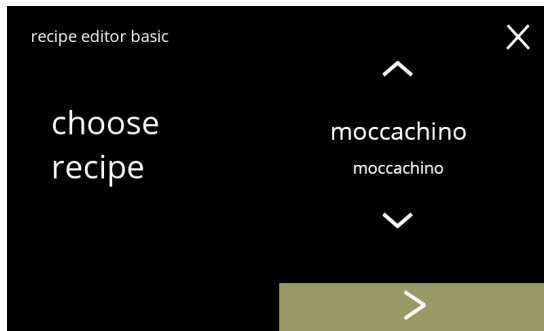 recipe editor basic
choose
recipe
moccachino
moccachino